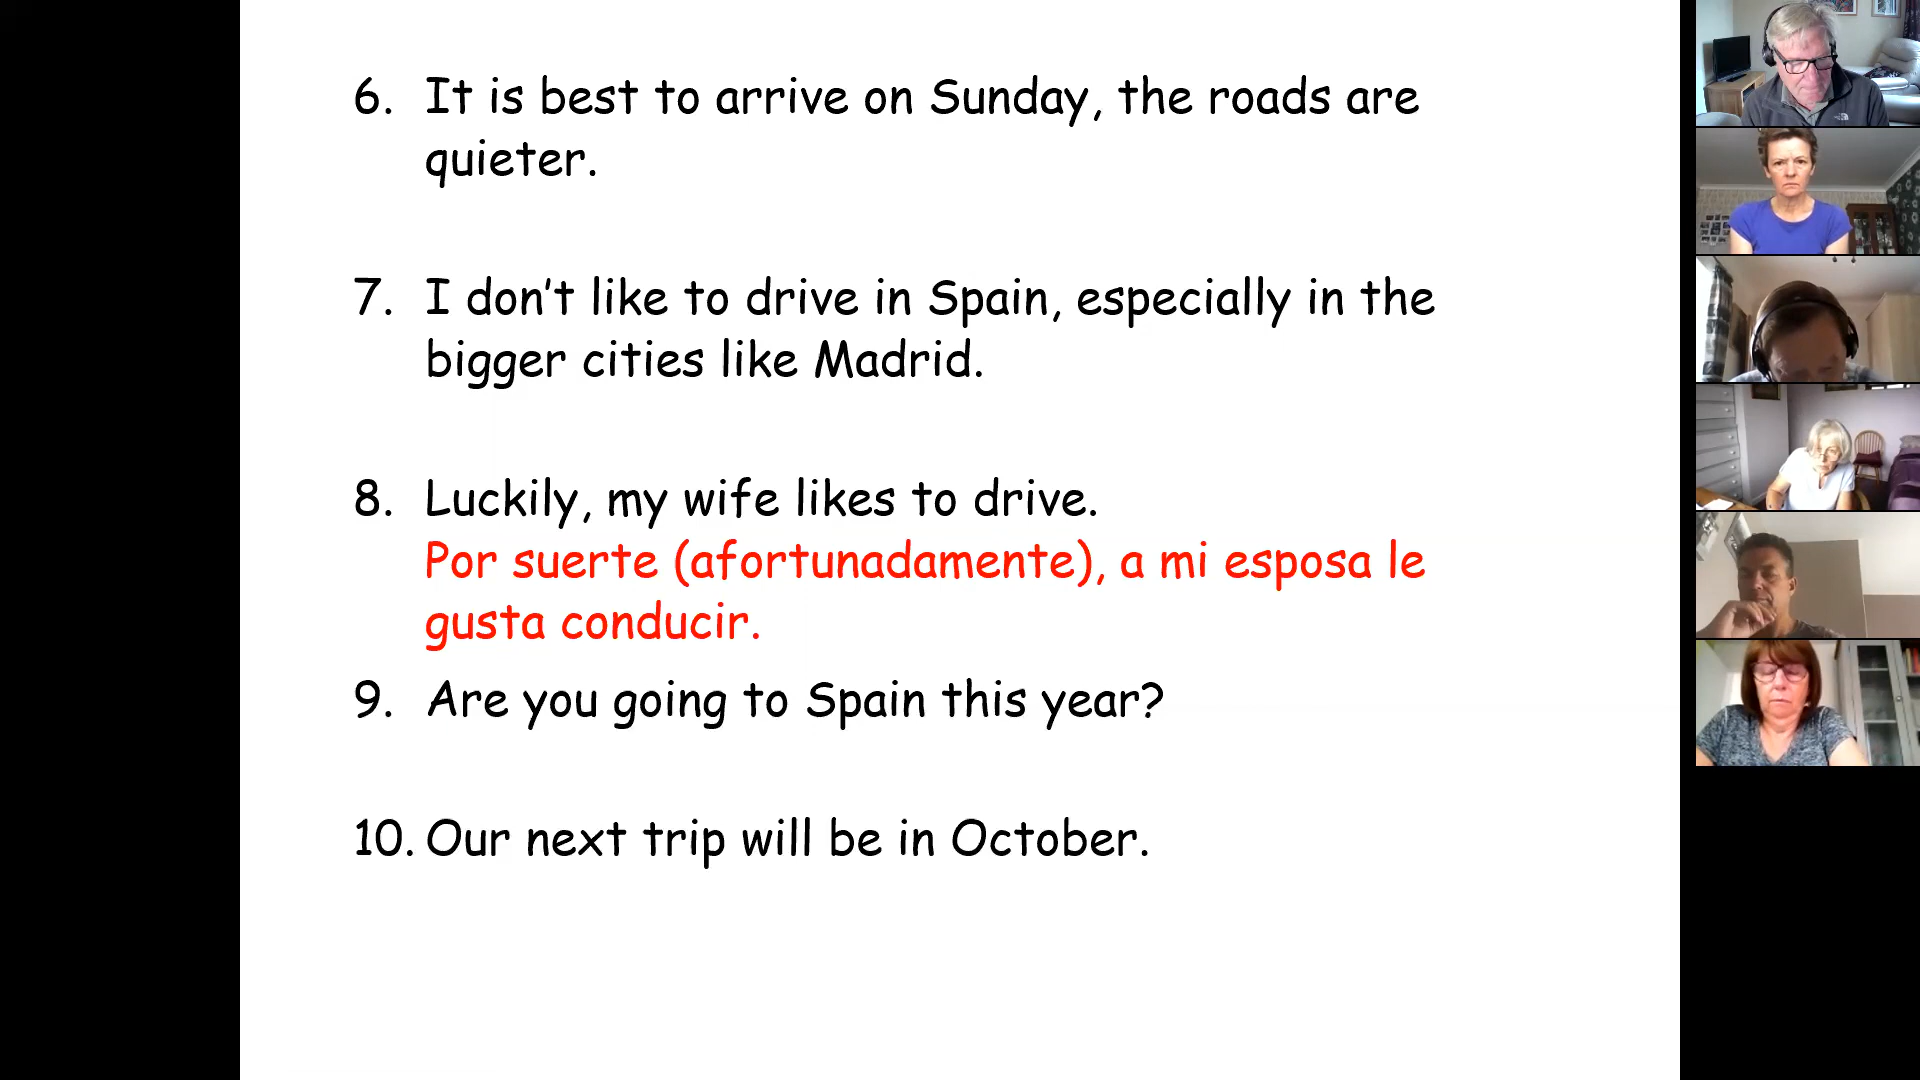 6. It is best to arrive on Sunday, the roads are
quieter.
7. I don’t like to drive in Spain, especially in the
bigger cities like Madrid.
8. Luckily, my wife likes to drive.
Por suerte (afortunadamente), a mi esposa le
gusta conducir.
9. Are you going to Spain this year?
10. Our next trip will be in October.